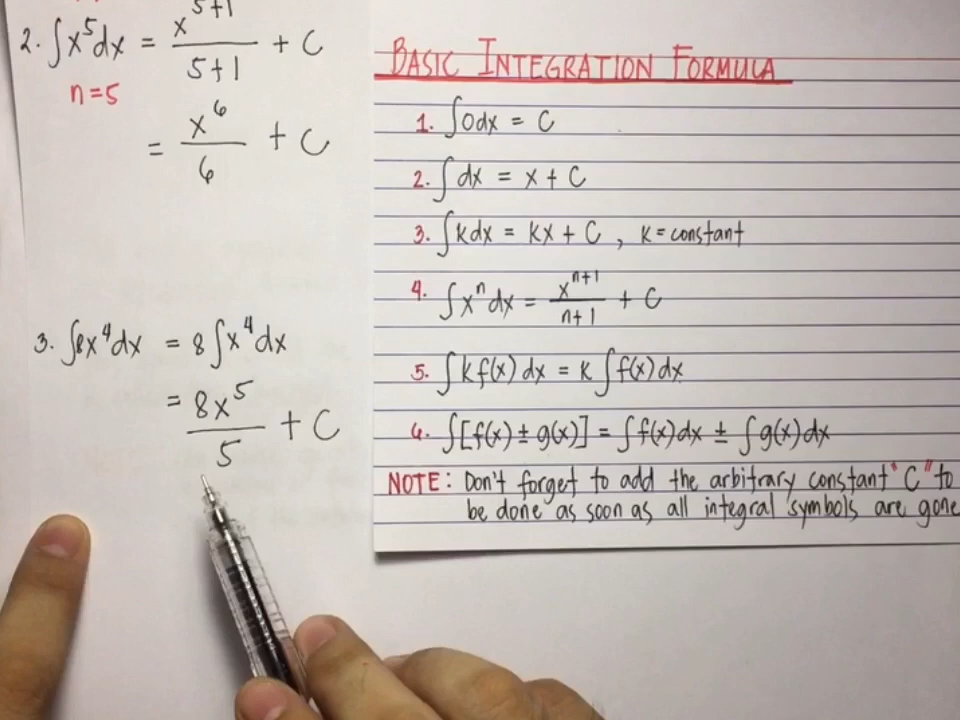 2. ∫x⁵dx = x⁵⁺¹/5+1 + C
n=5
= x⁶/6 + C
3. ∫8x⁴dx = 8∫x⁴dx
= 8x⁵/5 + C
BASIC INTEGRATION FORMULA
1. ∫0dx = C
2. ∫dx = x + C
3. ∫kdx = kx + C , K = constant
4. ∫xⁿdx = xⁿ⁺¹/n+1 + C
5. ∫kf(x)dx = K∫f(x)dx
6. ∫[f(x) ± g(x)] = ∫f(x)dx ± ∫g(x)dx
NOTE: Don't forget to add the arbitrary constant "C" to
be done as soon as all integral symbols are gone